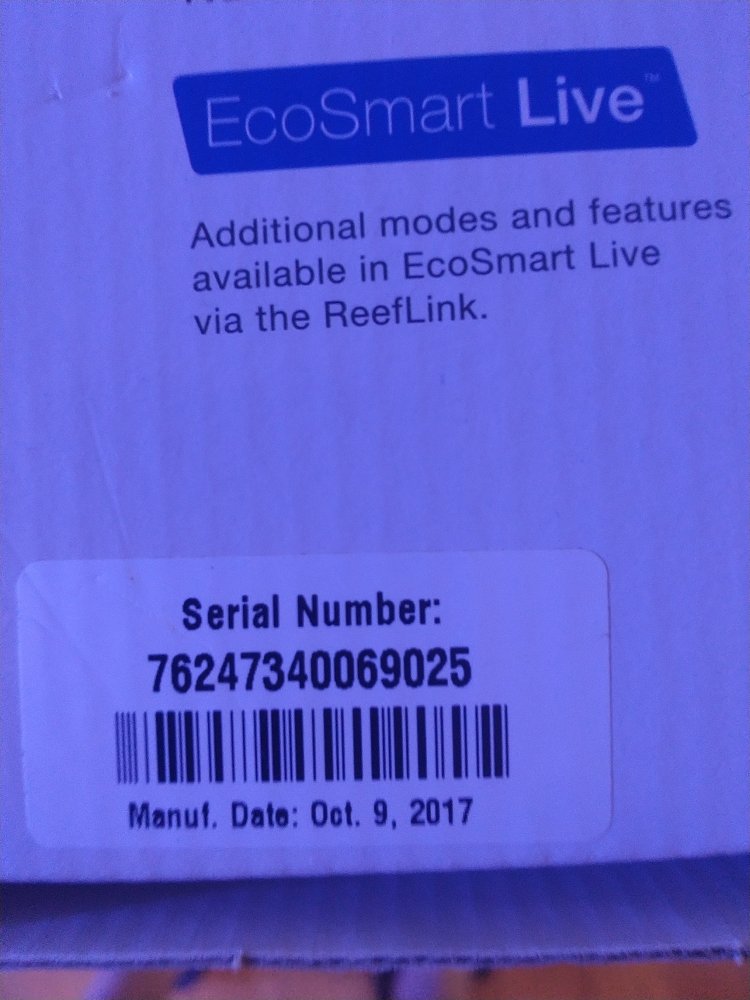 EcoSmart Live™
Additional modes and features
available in EcoSmart Live
via the ReefLink.
Serial Number:
76247340069025
Manuf. Date: Oct. 9, 2017